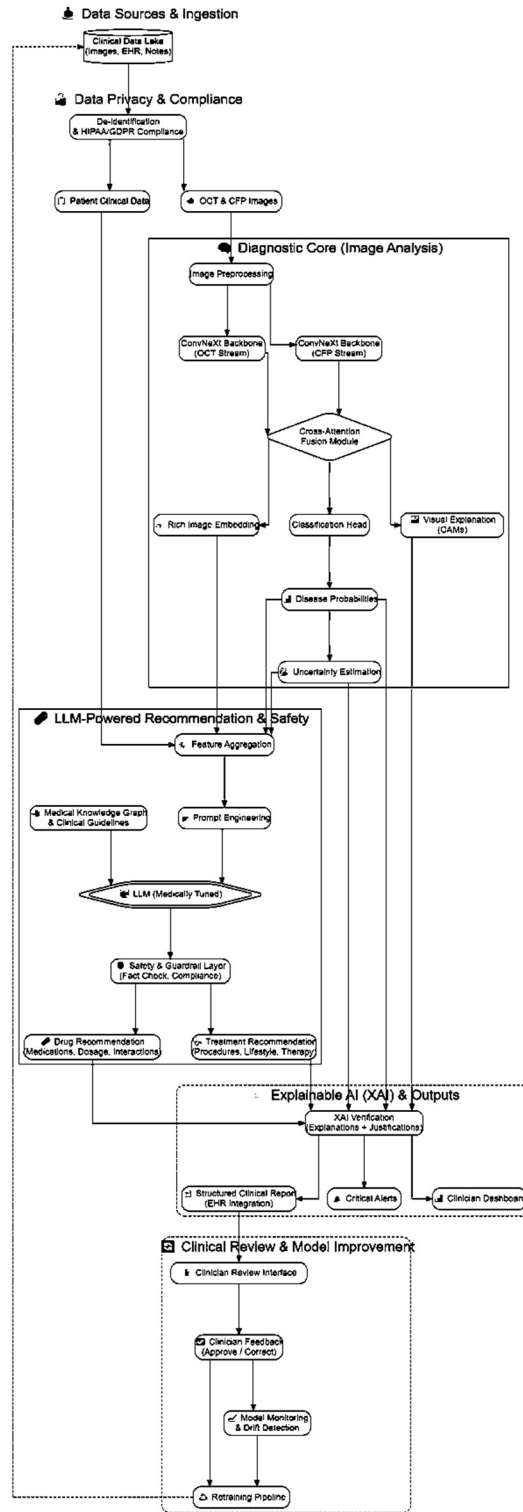 Data Sources & Ingestion
Clinical Data Lake
(Images, EHR, Notes)
Data Privacy & Compliance
De-Identification
& HIPAA/GDPR Compliance
Patient Clinical Data
OCT & CFP Images
Diagnostic Core (Image Analysis)
Image Preprocessing
ConvNeXt Backbone
(OCT Stream)
ConvNeXt Backbone
(CFP Stream)
Cross-Attention
Fusion Module
Rich Image Embedding
Classification Head
Visual Explanation
(CAMs)
Disease Probabilities
Uncertainty Estimation
LLM-Powered Recommendation & Safety
Feature Aggregation
Medical Knowledge Graph
& Clinical Guidelines
Prompt Engineering
LLM (Medically Tuned)
Safety & Guardrail Layer
(Fact Check, Compliance)
Drug Recommendation
(Medications, Dosage, Interactions)
Treatment Recommendation
(Procedures, Lifestyle, Therapy)
Explainable AI (XAI) & Outputs
XAI Verification
(Explanations + Justifications)
Structured Clinical Report
(EHR Integration)
Critical Alerts
Clinician Dashboard
Clinical Review & Model Improvement
Clinician Review Interface
Clinician Feedback
(Approve / Correct)
Model Monitoring
& Drift Detection
Retraining Pipeline